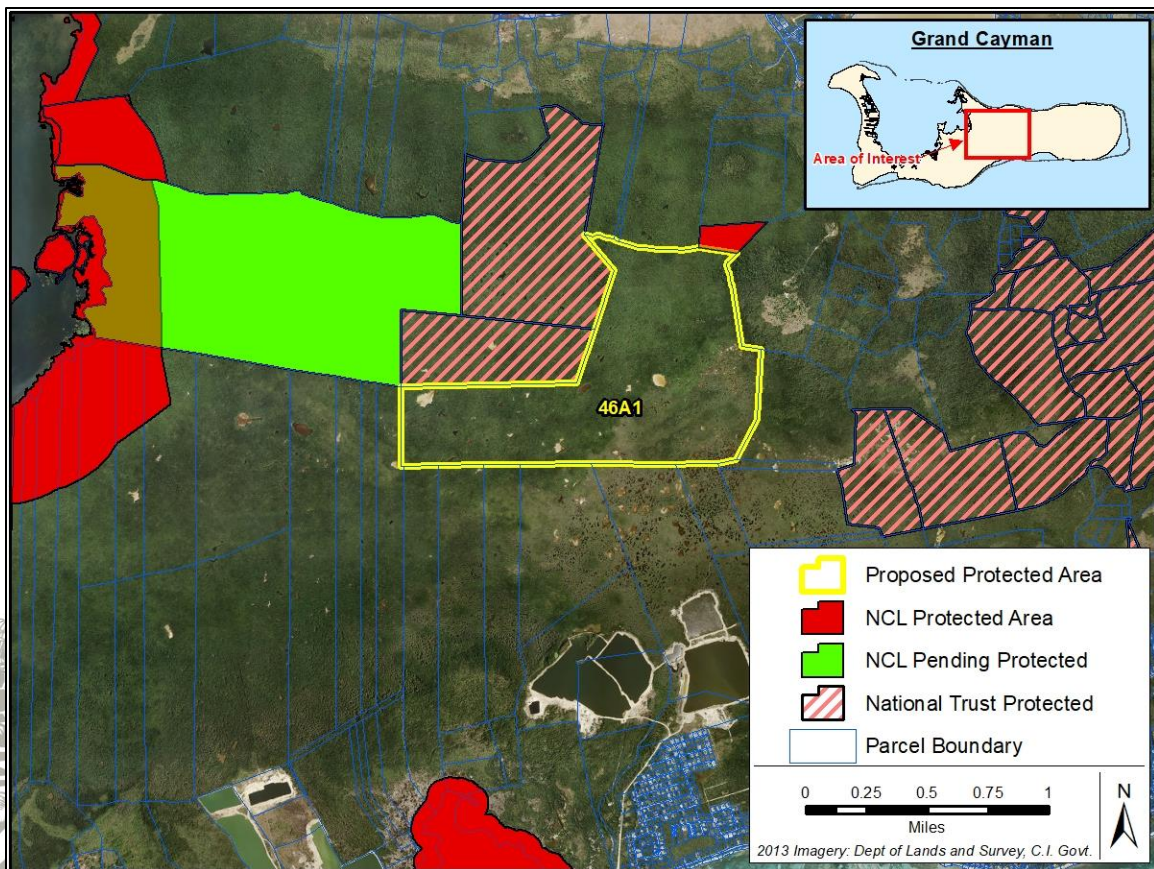 Grand Cayman
Area of Interest
46A1
Proposed Protected Area
NCL Protected Area
NCL Pending Protected
National Trust Protected
Parcel Boundary
0 0.25 0.5 0.75 1
Miles
N
2013 Imagery: Dept of Lands and Survey, C.I. Govt.